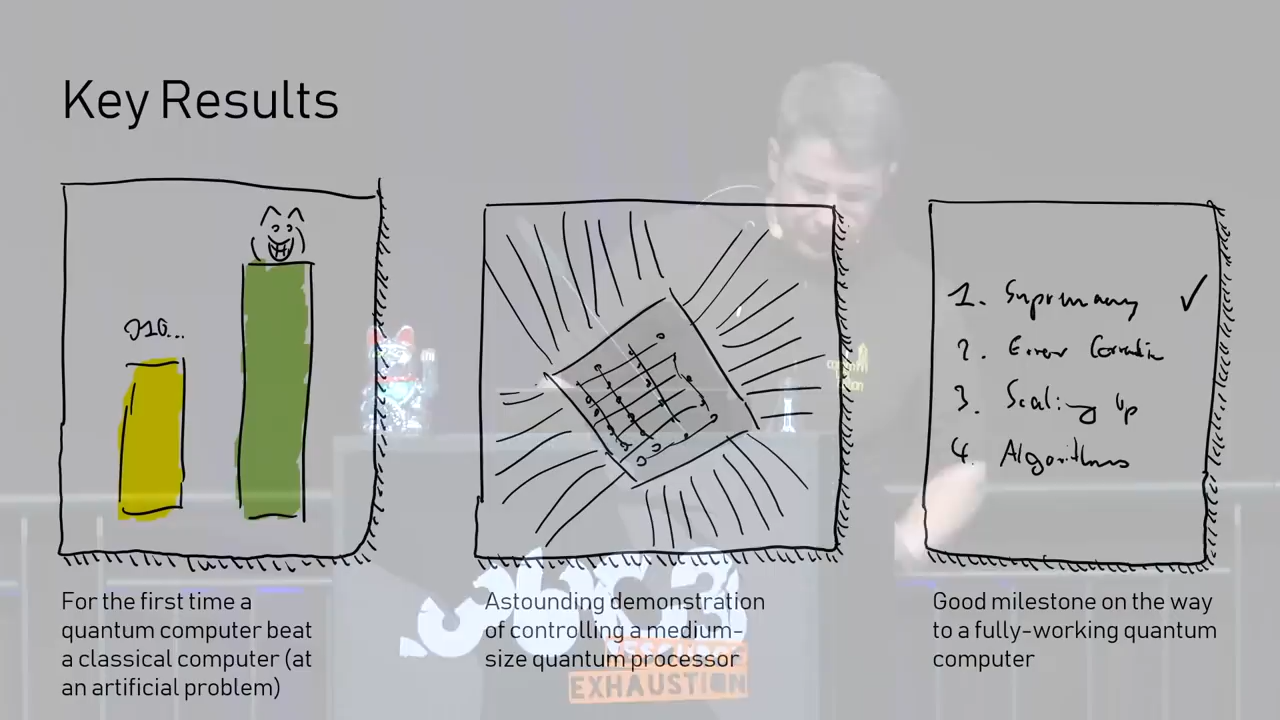 Key Results
010...
1. Supremacy ✓
2. Error Correction
3. Scaling Up
4. Algorithms
For the first time a
quantum computer beat
a classical computer (at
an artificial problem)
Astounding demonstration
of controlling a medium-
size quantum processor
Good milestone on the way
to a fully-working quantum
computer
EXHAUSTION